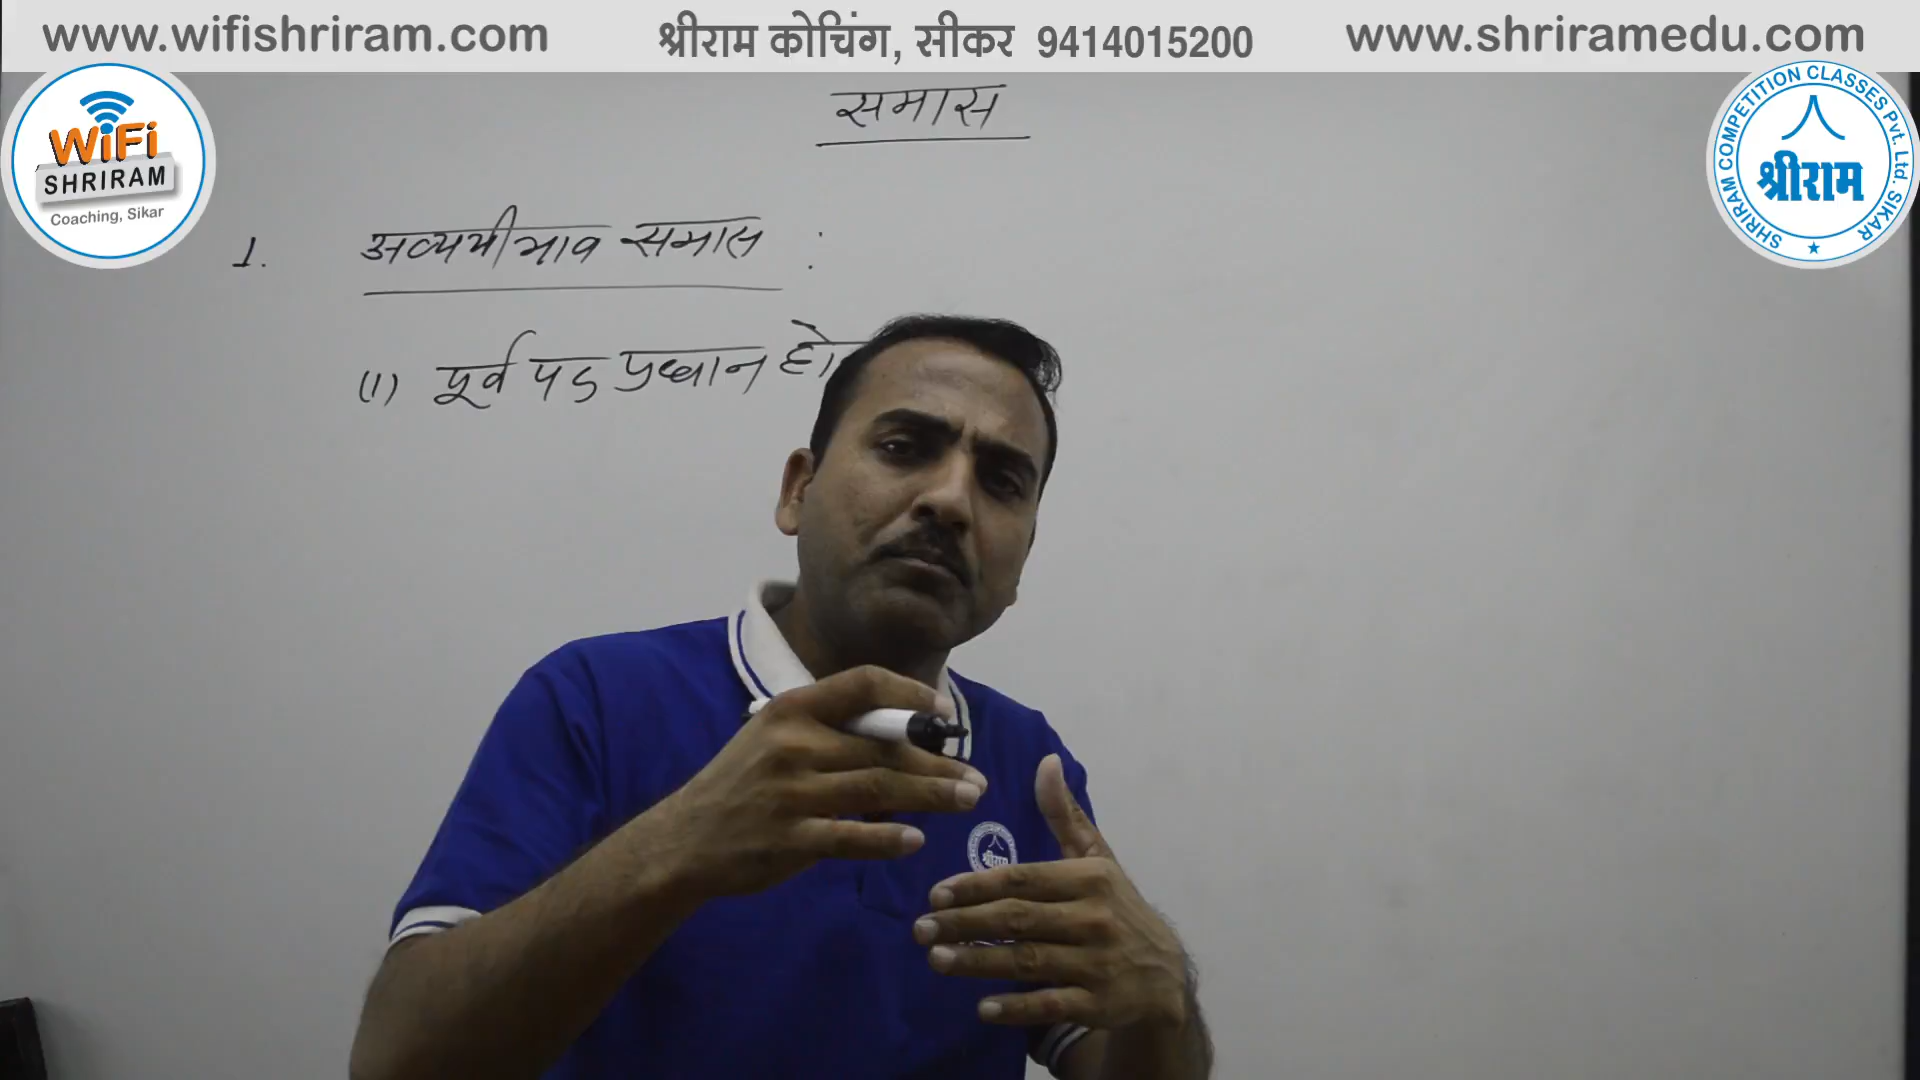 www.wifishriram.com
श्रीराम कोचिंग, सीकर 9414015200
www.shriramedu.com
WiFi
SHRIRAM
Coaching, Sikar
SHRIRAM COMPETITION CLASSES Pvt. Ltd. SIKAR
श्रीराम
समास
1. अव्ययीभाव समास :
(1) पूर्व पद प्रधान हो
श्रीराम